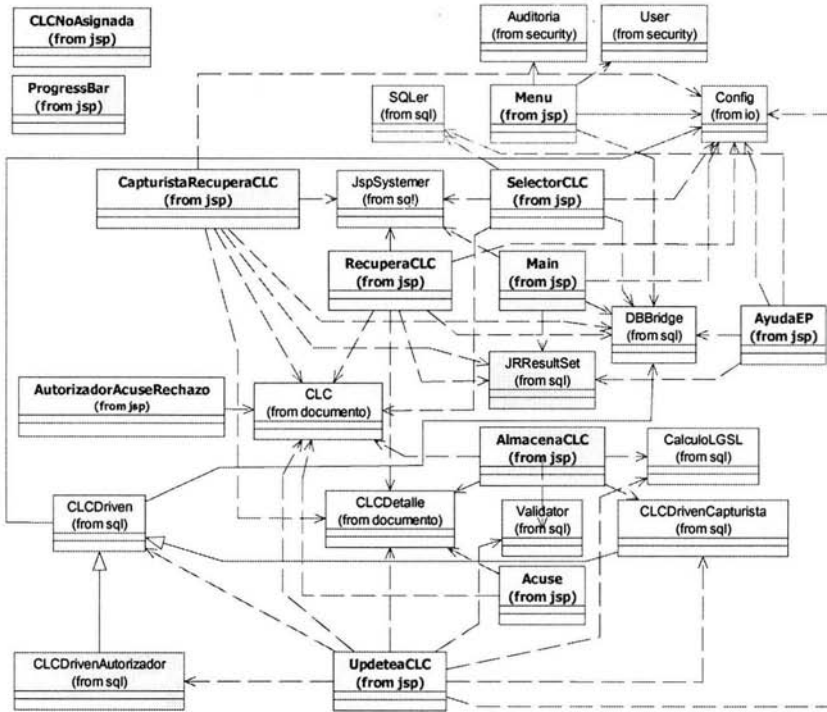 CLCNoAsignada
(from jsp)
ProgressBar
(from jsp)
Auditoria
(from security)
User
(from security)
SQLer
(from sql)
Menu
(from jsp)
Config
(from io)
CapturistaRecuperaCLC
(from jsp)
JspSystemer
(from sql)
SelectorCLC
(from jsp)
RecuperaCLC
(from jsp)
Main
(from jsp)
DBBridge
(from sql)
AyudaEP
(from jsp)
JRResultSet
(from sql)
AutorizadorAcuseRechazo
(from jsp)
CLC
(from documento)
AlmacenaCLC
(from jsp)
CalculoLGSL
(from sql)
CLCDriven
(from sql)
CLCDetalle
(from documento)
Validator
(from sql)
CLCDrivenCapturista
(from sql)
Acuse
(from jsp)
CLCDrivenAutorizador
(from sql)
UpdeteaCLC
(from jsp)